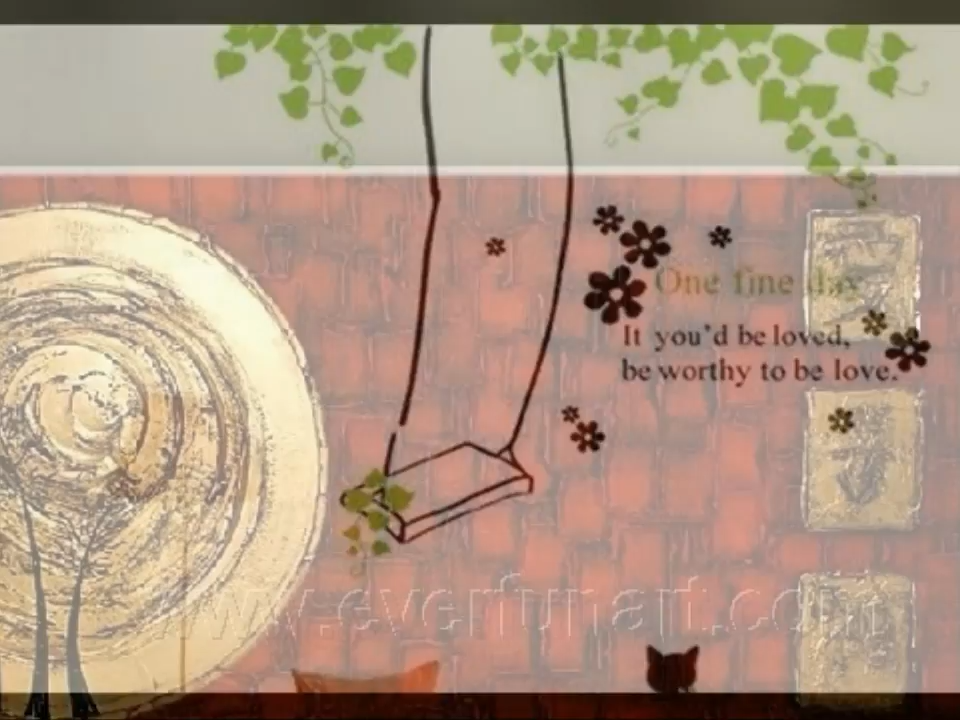 One fine day
It you'd be loved,
be worthy to be love.
www.everfunart.com